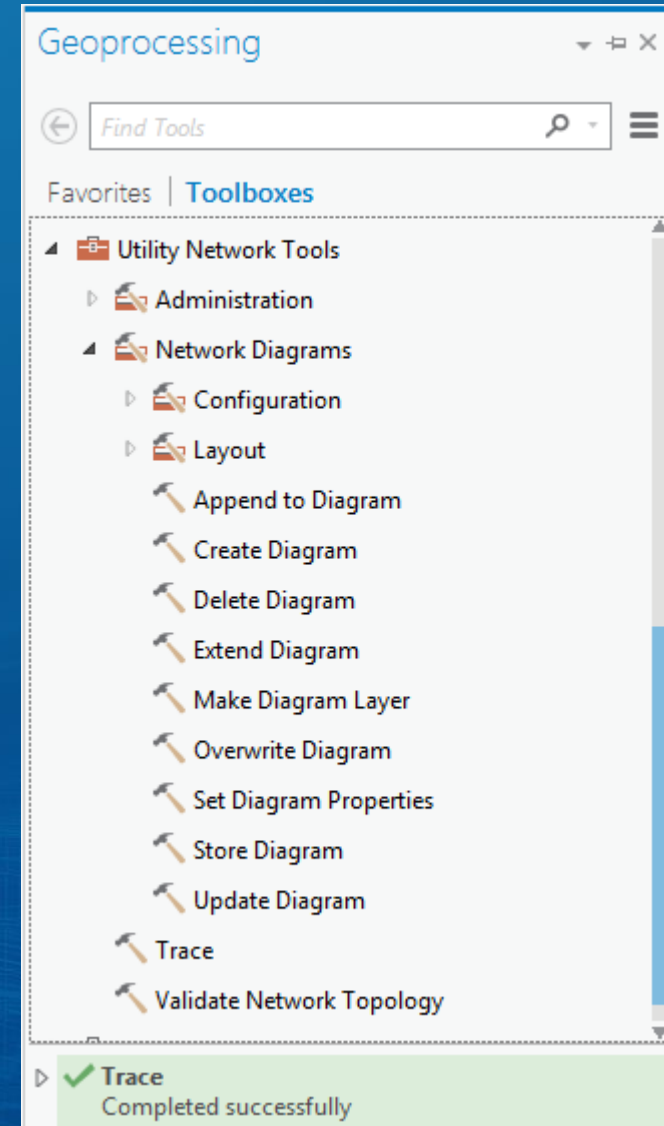 Geoprocessing
Find Tools
Favorites | Toolboxes
Utility Network Tools
Administration
Network Diagrams
Configuration
Layout
Append to Diagram
Create Diagram
Delete Diagram
Extend Diagram
Make Diagram Layer
Overwrite Diagram
Set Diagram Properties
Store Diagram
Update Diagram
Trace
Validate Network Topology
Trace
Completed successfully